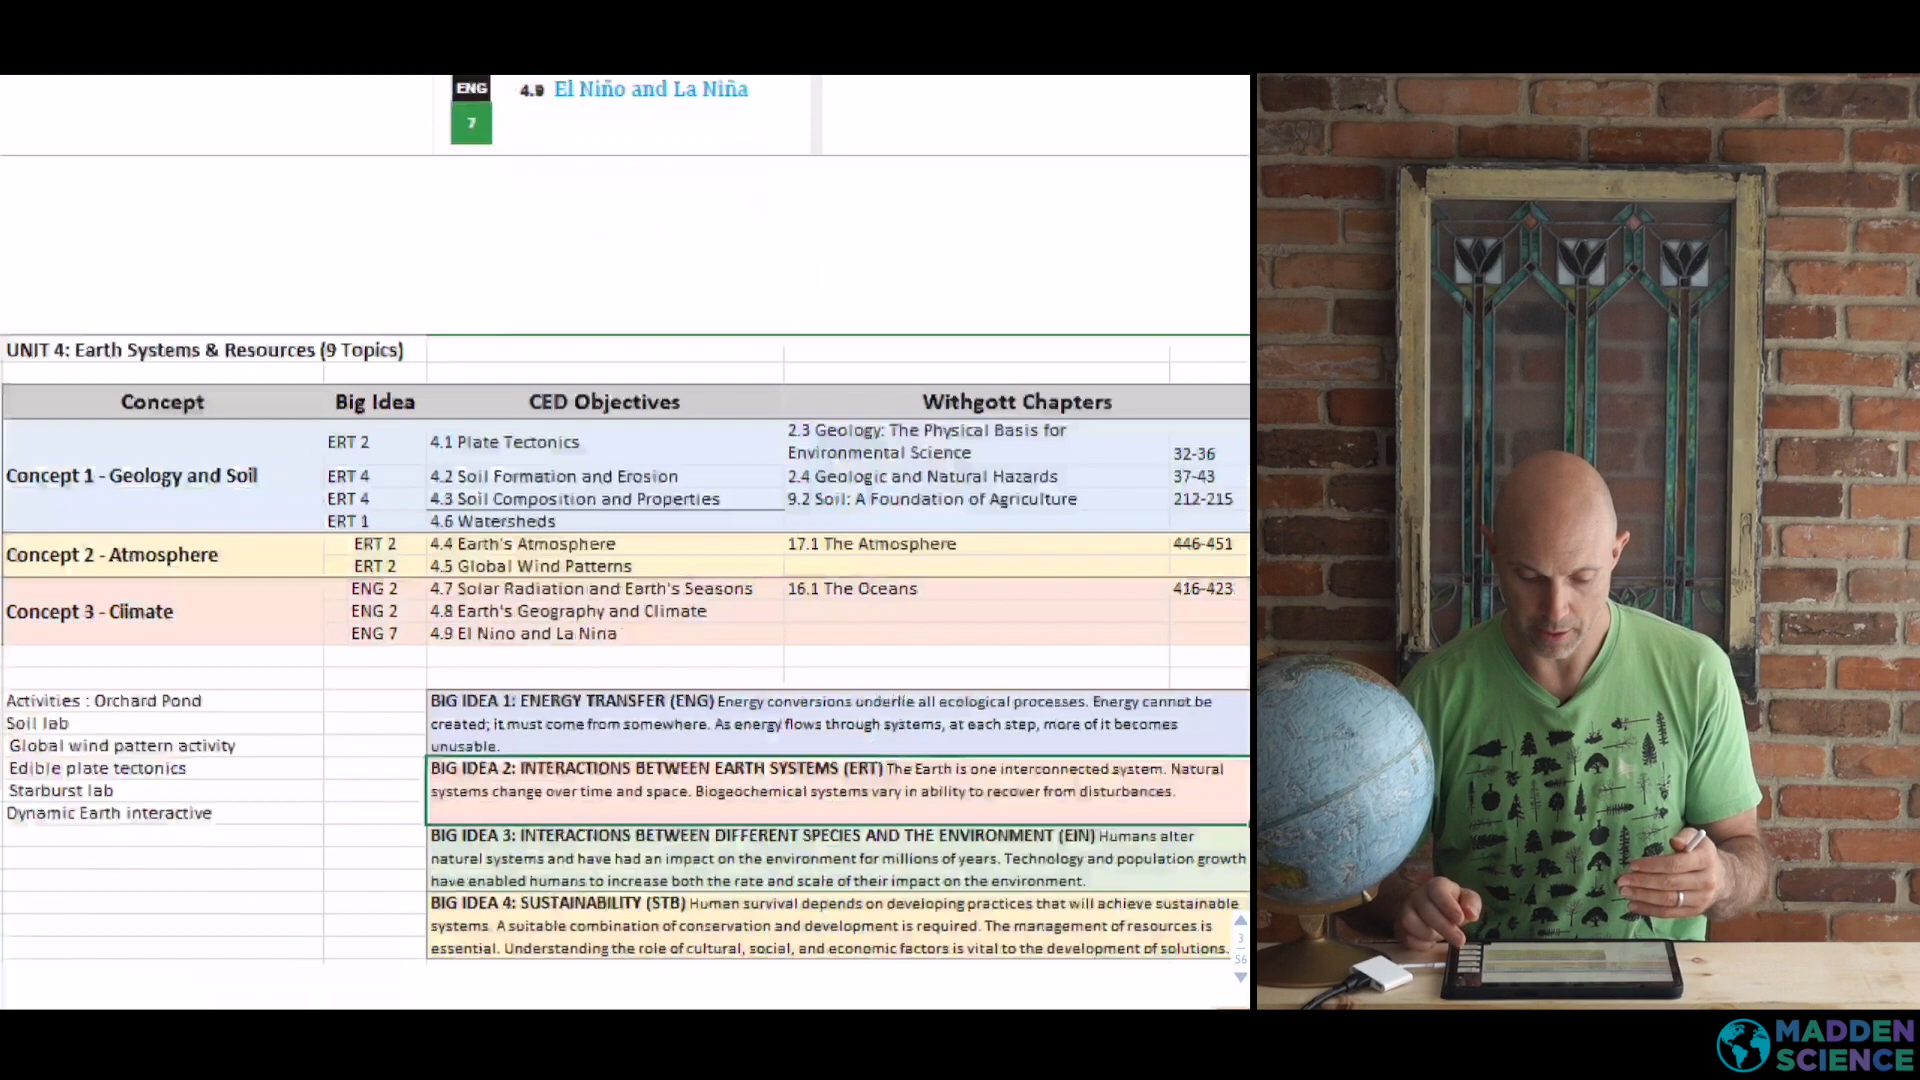 ENG
7
4.9 El Niño and La Niña
UNIT 4: Earth Systems & Resources (9 Topics)
Concept Big Idea CED Objectives Withgott Chapters
Concept 1 - Geology and Soil
ERT 2 4.1 Plate Tectonics 2.3 Geology: The Physical Basis for
Environmental Science 32-36
ERT 4 4.2 Soil Formation and Erosion 2.4 Geologic and Natural Hazards 37-43
ERT 4 4.3 Soil Composition and Properties 9.2 Soil: A Foundation of Agriculture 212-215
ERT 1 4.6 Watersheds
Concept 2 - Atmosphere
ERT 2 4.4 Earth's Atmosphere 17.1 The Atmosphere 446-451
ERT 2 4.5 Global Wind Patterns
Concept 3 - Climate
ENG 2 4.7 Solar Radiation and Earth's Seasons 16.1 The Oceans 416-423
ENG 2 4.8 Earth's Geography and Climate
ENG 7 4.9 El Nino and La Nina
Activities : Orchard Pond
Soil lab
Global wind pattern activity
Edible plate tectonics
Starburst lab
Dynamic Earth interactive
BIG IDEA 1: ENERGY TRANSFER (ENG) Energy conversions underlie all ecological processes. Energy cannot be
created; it must come from somewhere. As energy flows through systems, at each step, more of it becomes
unusable.
BIG IDEA 2: INTERACTIONS BETWEEN EARTH SYSTEMS (ERT) The Earth is one interconnected system. Natural
systems change over time and space. Biogeochemical systems vary in ability to recover from disturbances.
BIG IDEA 3: INTERACTIONS BETWEEN DIFFERENT SPECIES AND THE ENVIRONMENT (EIN) Humans alter
natural systems and have had an impact on the environment for millions of years. Technology and population growth
have enabled humans to increase both the rate and scale of their impact on the environment.
BIG IDEA 4: SUSTAINABILITY (STB) Human survival depends on developing practices that will achieve sustainable
systems. A suitable combination of conservation and development is required. The management of resources is
essential. Understanding the role of cultural, social, and economic factors is vital to the development of solutions.
3
56
MADDEN
SCIENCE